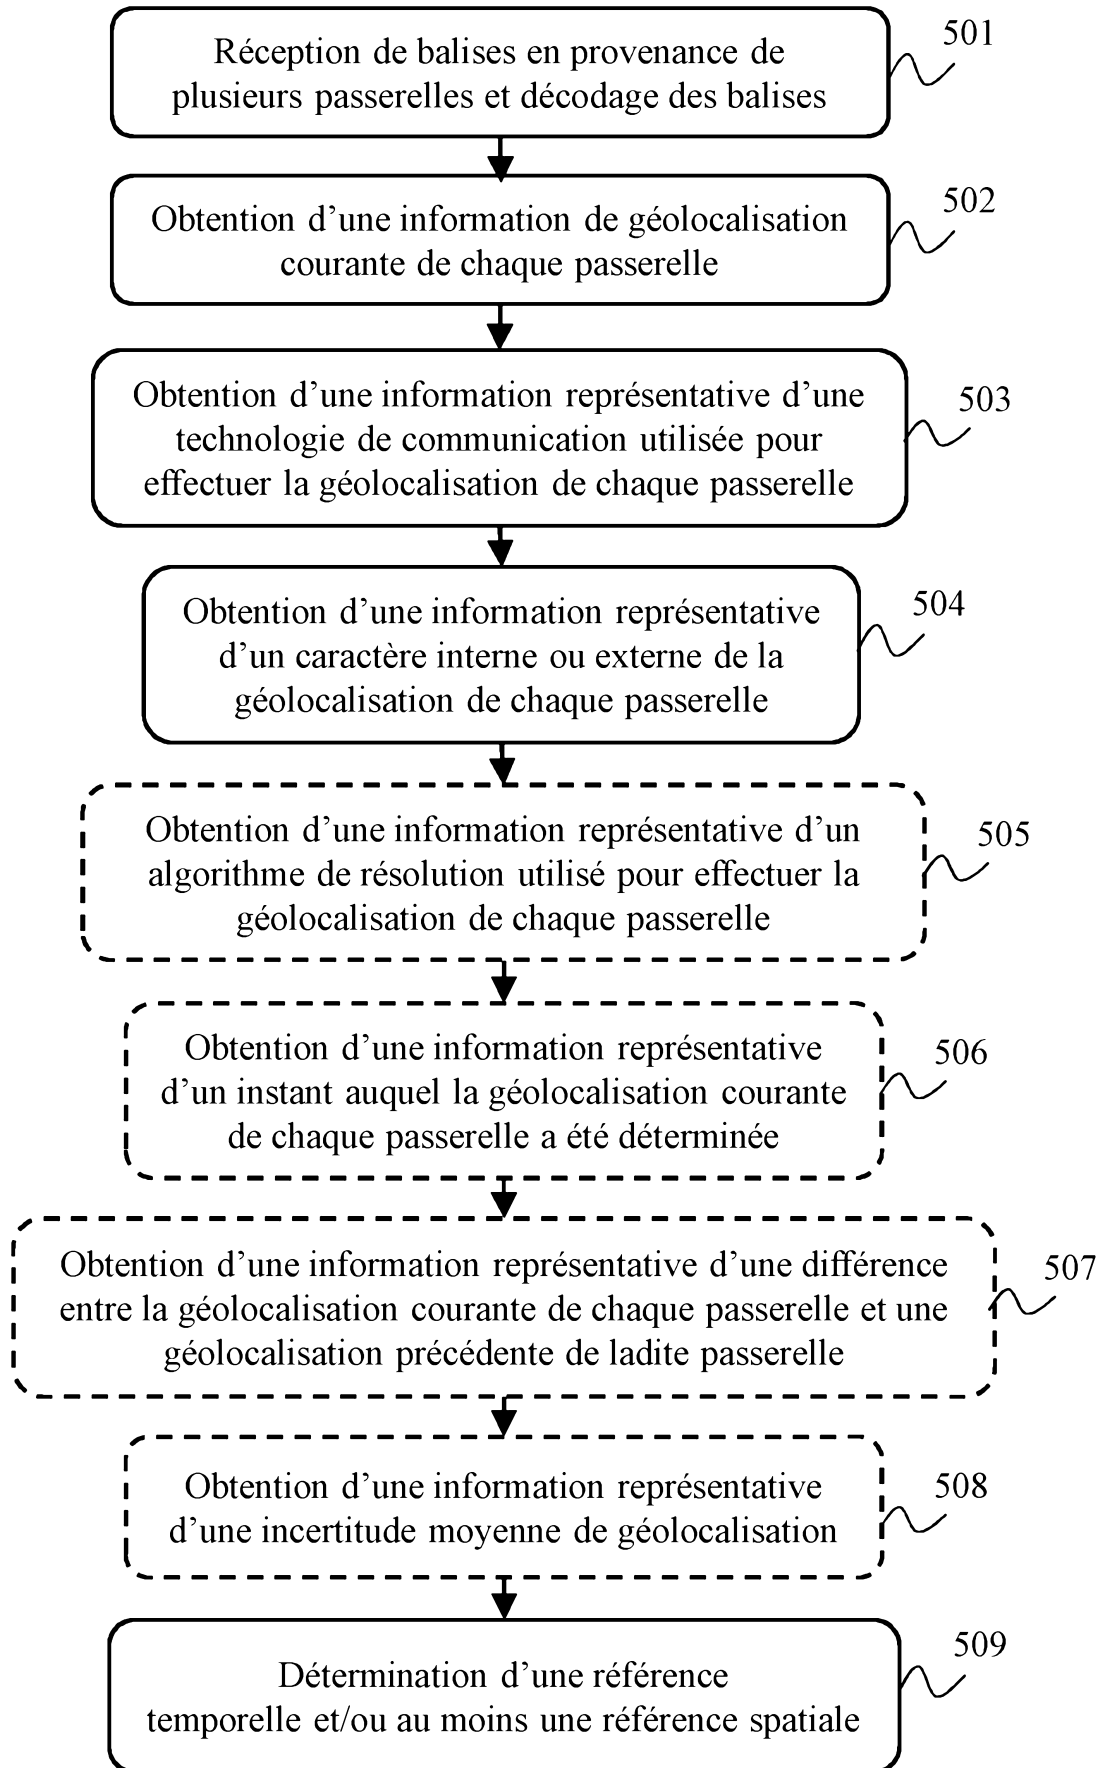 Réception de balises en provenance de
plusieurs passerelles et décodage des balises
501
Obtention d’une information de géolocalisation
courante de chaque passerelle
502
Obtention d’une information représentative d’une
technologie de communication utilisée pour
effectuer la géolocalisation de chaque passerelle
503
Obtention d’une information représentative
d’un caractère interne ou externe de la
géolocalisation de chaque passerelle
504
Obtention d’une information représentative d’un
algorithme de résolution utilisé pour effectuer la
géolocalisation de chaque passerelle
505
Obtention d’une information représentative
d’un instant auquel la géolocalisation courante
de chaque passerelle a été déterminée
506
Obtention d’une information représentative d’une différence
entre la géolocalisation courante de chaque passerelle et une
géolocalisation précédente de ladite passerelle
507
Obtention d’une information représentative
d’une incertitude moyenne de géolocalisation
508
Détermination d’une référence
temporelle et/ou au moins une référence spatiale
509